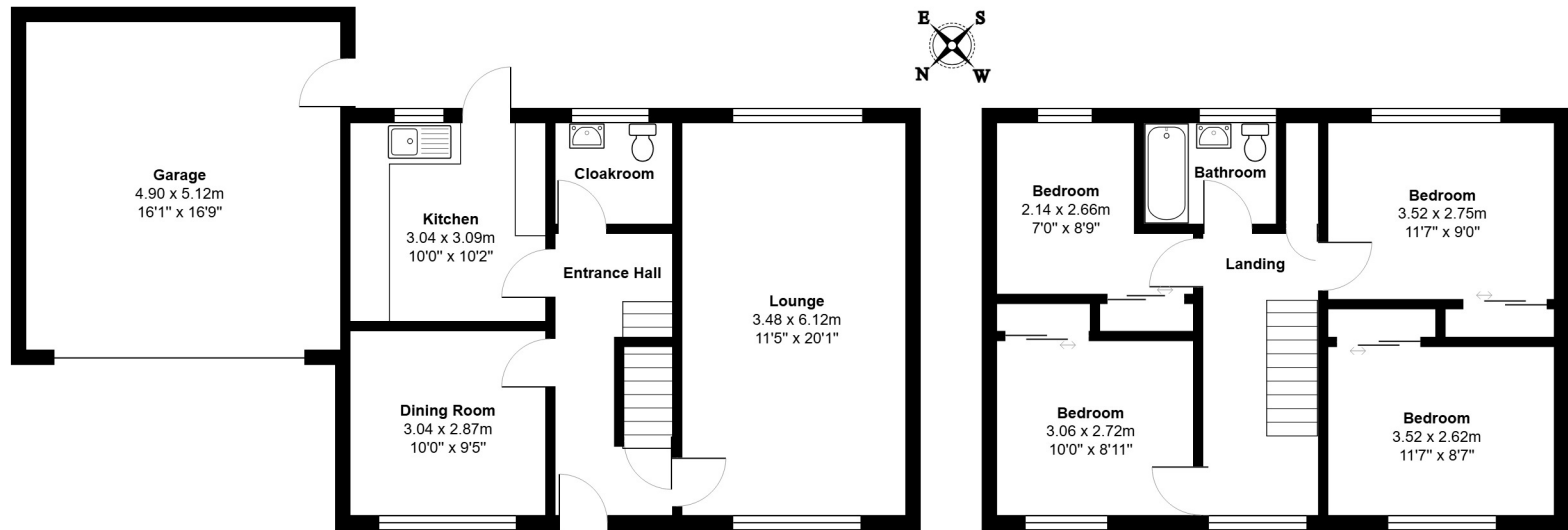 E S
N W
Garage
4.90 x 5.12m
16'1" x 16'9"
Kitchen
3.04 x 3.09m
10'0" x 10'2"
Cloakroom
Entrance Hall
Lounge
3.48 x 6.12m
11'5" x 20'1"
Dining Room
3.04 x 2.87m
10'0" x 9'5"
Bedroom
2.14 x 2.66m
7'0" x 8'9"
Bathroom
Bedroom
3.52 x 2.75m
11'7" x 9'0"
Landing
Bedroom
3.06 x 2.72m
10'0" x 8'11"
Bedroom
3.52 x 2.62m
11'7" x 8'7"